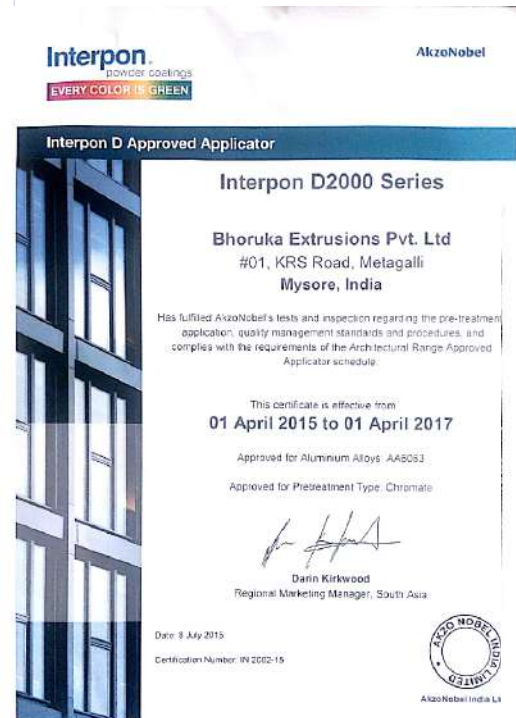 Interpon.
powder coatings
EVERY COLOR IS GREEN
AkzoNobel
Interpon D Approved Applicator
Interpon D2000 Series
Bhoruka Extrusions Pvt. Ltd
#01, KRS Road, Metagalli
Mysore, India
Has fulfilled AkzoNobel's tests and inspection regarding the pre-treatment
application, quality management standards and procedures, and
complies with the requirements of the Architectural Range Approved
Applicator schedule.
This certificate is effective from
01 April 2015 to 01 April 2017
Approved for Aluminium Alloys: AA6063
Approved for Pretreatment Type: Chromate
Darin Kirkwood
Regional Marketing Manager, South Asia
Date: 8 July 2015
Certification Number: IN 2002-15
AKZO NOBEL INDIA LIMITED
AkzoNobel India Lt